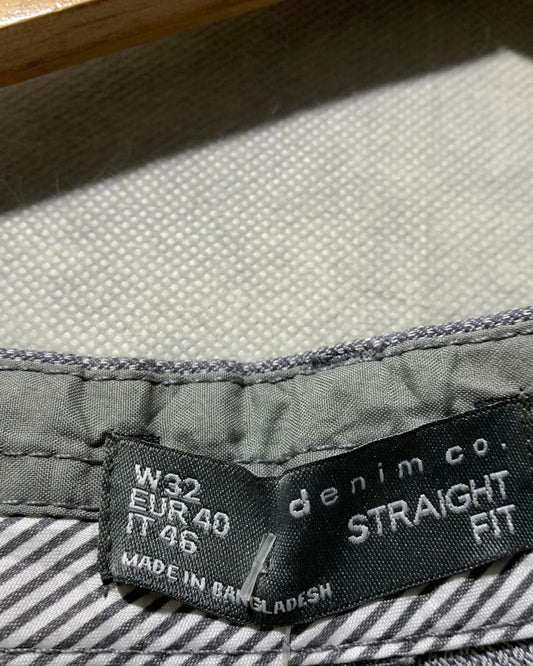 W32
EUR 40
IT 46
MADE IN BANGLADESH
denim co.
STRAIGHT
FIT